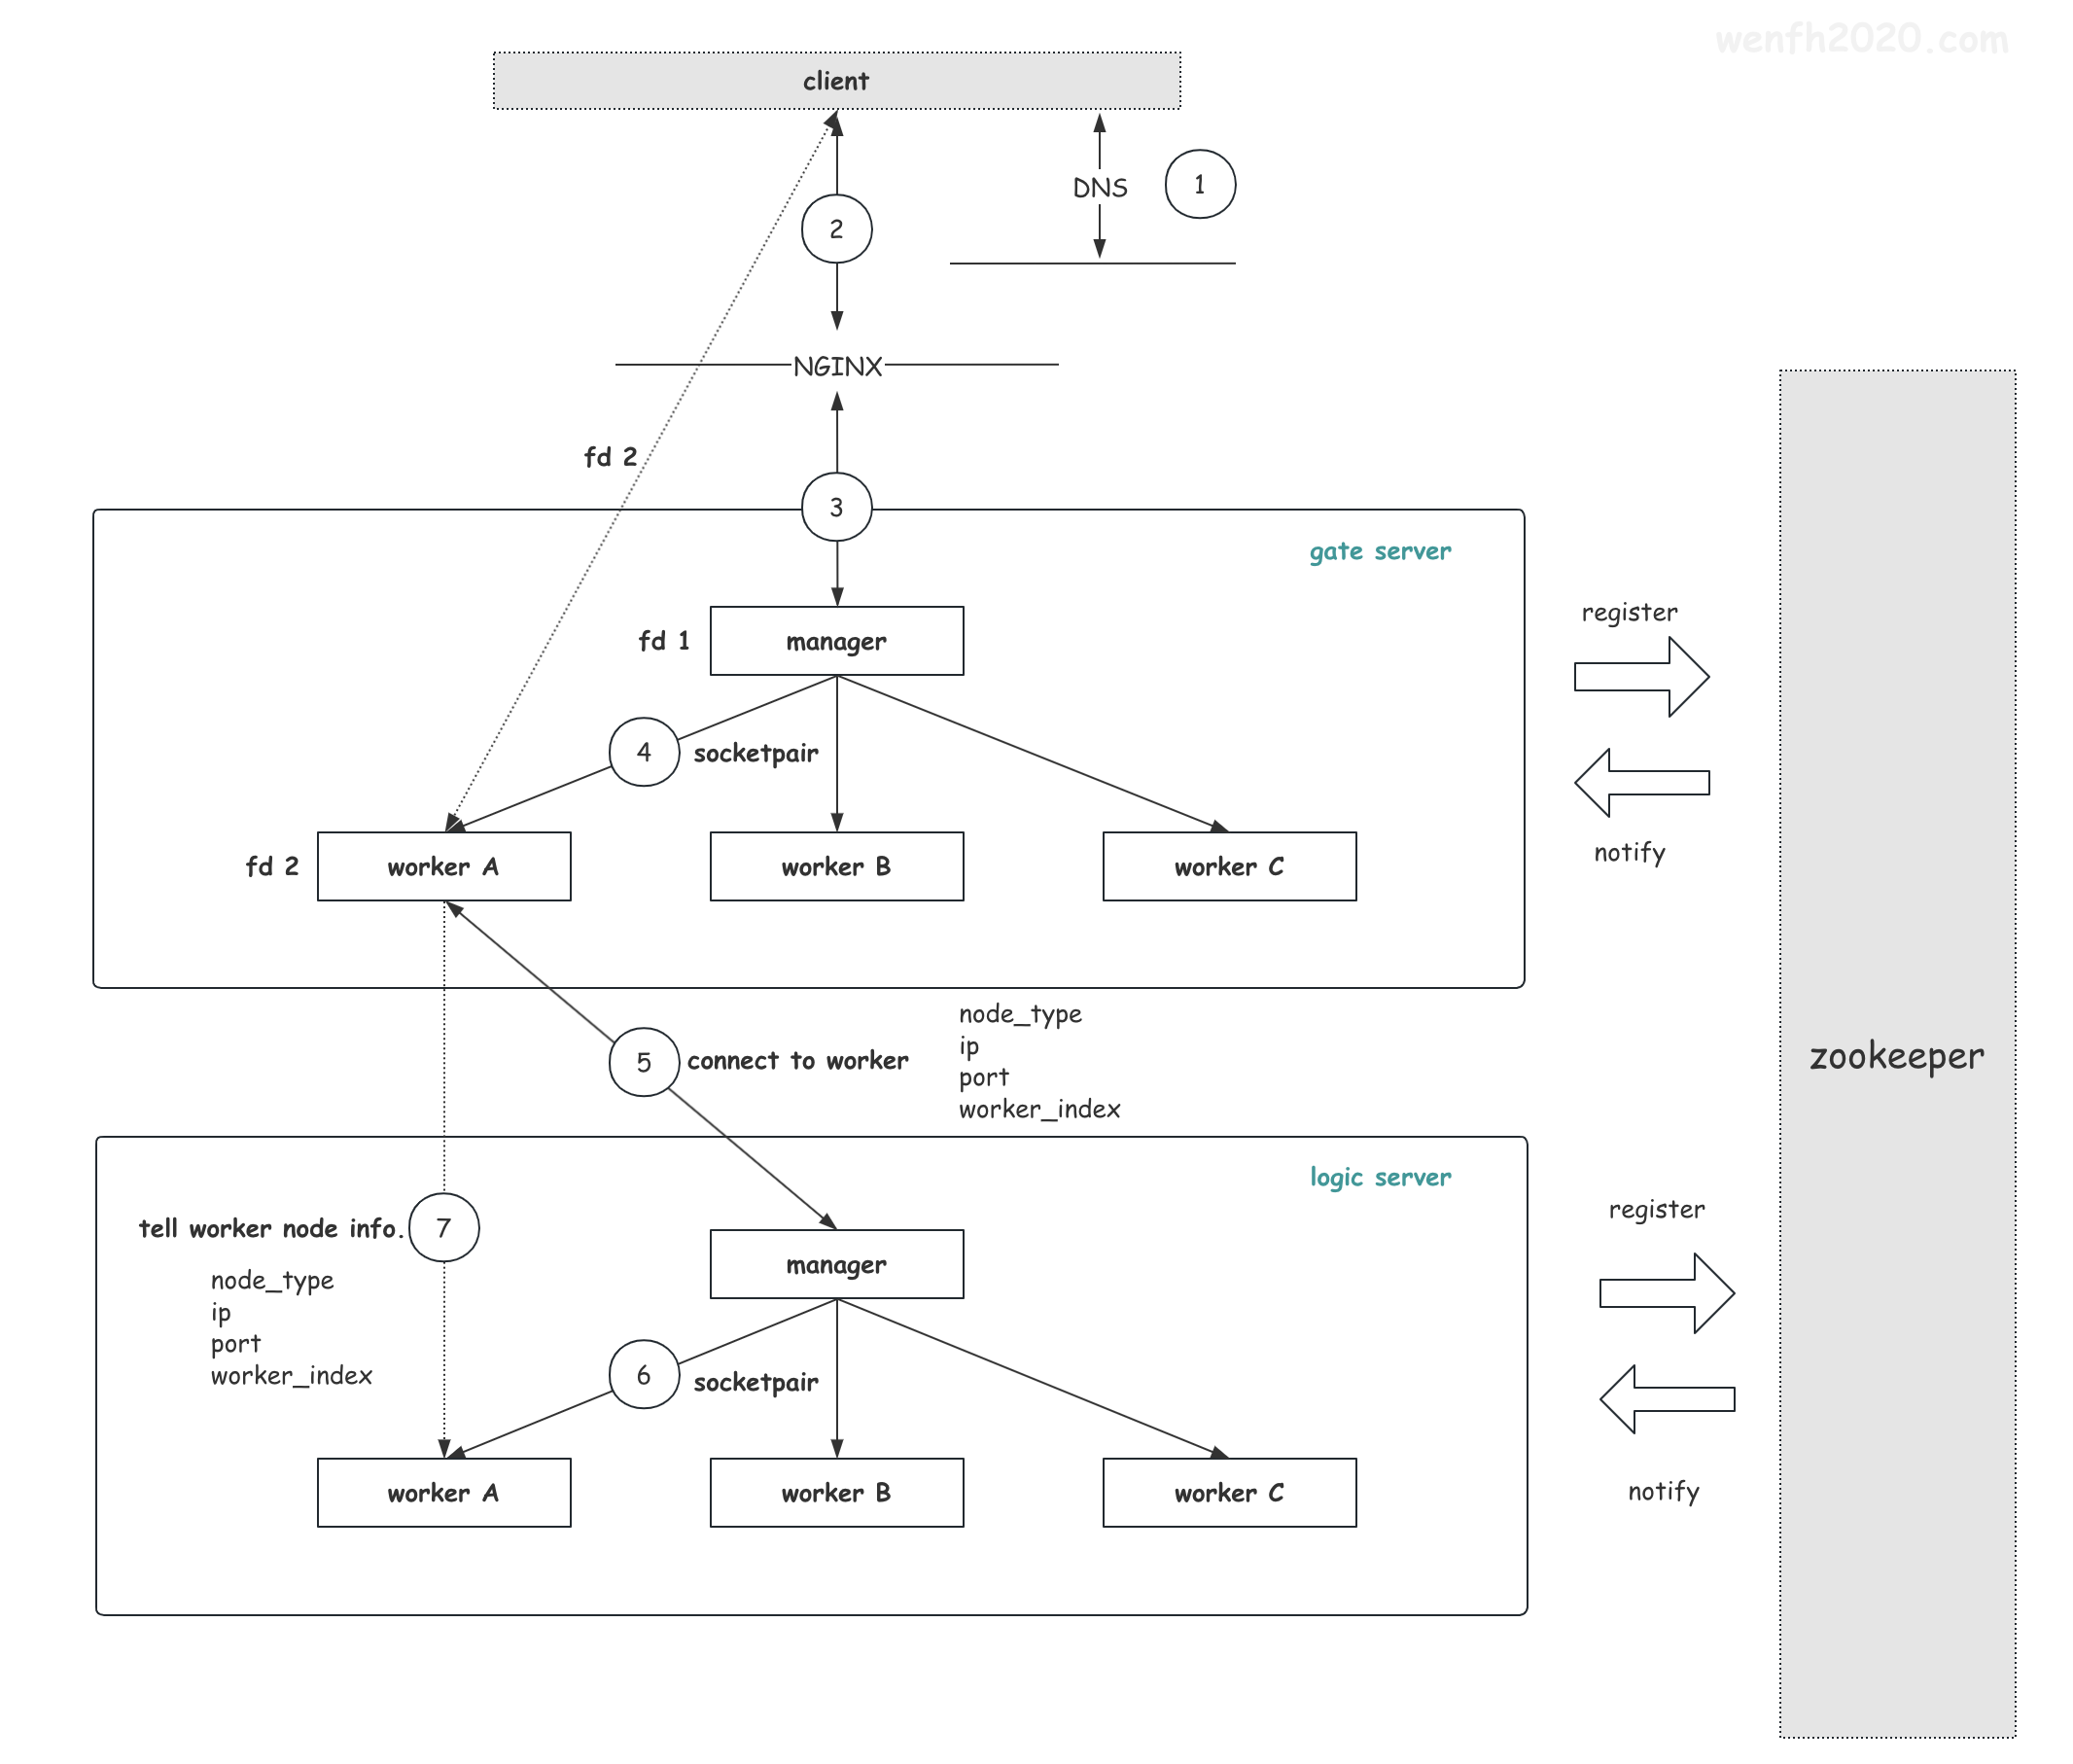 wenfh2020.com
client
DNS
1
2
NGINX
fd 2
3
gate server
register
fd 1
manager
4
socketpair
notify
fd 2
worker A
worker B
worker C
node_type
ip
port
worker_index
5
connect to worker
zookeeper
logic server
register
tell worker node info.
7
node_type
ip
port
worker_index
manager
6
socketpair
notify
worker A
worker B
worker C